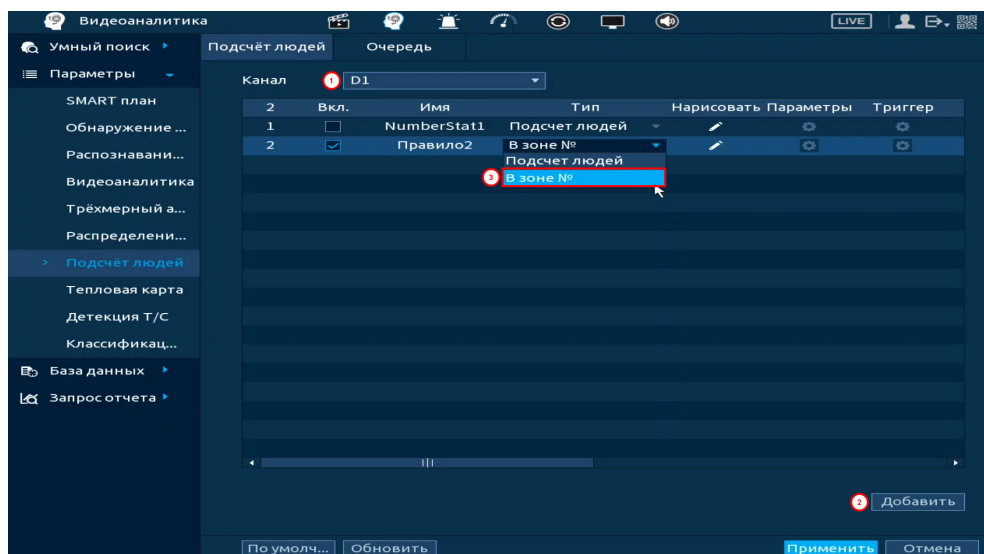 Видеоаналитика
LIVE
Умный поиск
Подсчёт людей
Очередь
Параметры
Канал
1
D1
SMART план
2 Вкл. Имя Тип Нарисовать Параметры Триггер
Обнаружение ...
1 NumberStat1 Подсчет людей
2 Правило2 В зоне №
Распознавани...
Подсчет людей
3 В зоне №
Видеоаналитика
Трёхмерный а...
Распределени...
Подсчёт людей
Тепловая карта
Детекция Т/С
Классификац...
База данных
Запрос отчета
2 Добавить
По умолч...
Обновить
Применить
Отмена